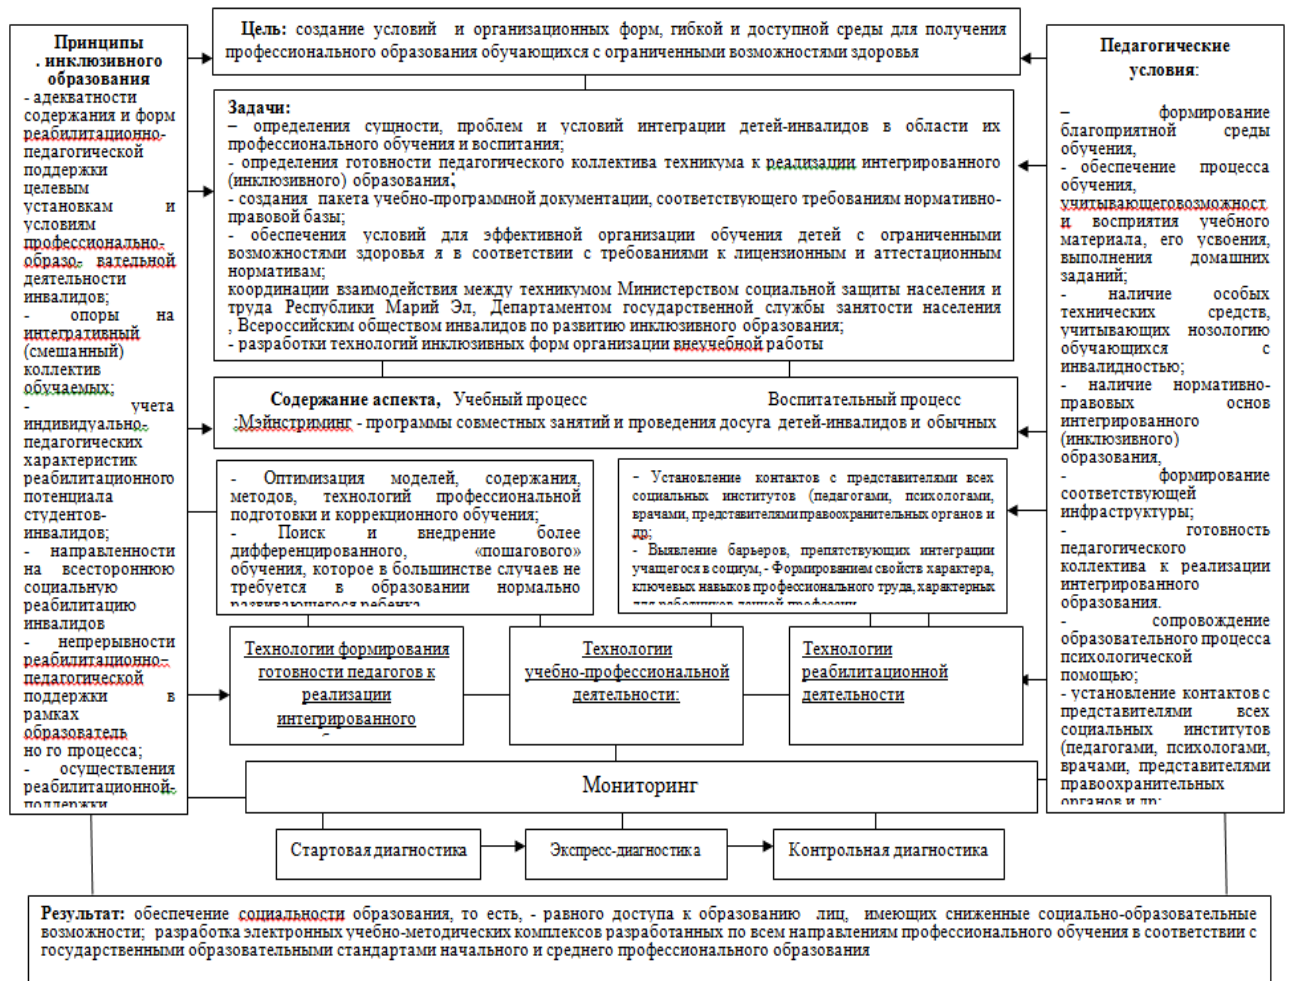 Цель: создание условий и организационных форм, гибкой и доступной среды для получения
профессионального образования обучающихся с ограниченными возможностями здоровья
Принципы
. инклюзивного
образования
- адекватности
содержания и форм
реабилитационно-
педагогической
поддержки
целевым
установкам и
условиям
профессионально-
образо- вательной
деятельности
инвалидов;
- опоры на
интегративный
(смешанный)
коллектив
обучаемых;
- учета
индивидуально-
педагогических
характеристик
реабилитационного
потенциала
студентов-
инвалидов;
- направленности
на всестороннюю
социальную
реабилитацию
инвалидов
- непрерывности
реабилитационно–
педагогической
поддержки в
рамках
образователь
но го процесса;
- осуществления
реабилитационной-
поддержки
Задачи:
– определения сущности, проблем и условий интеграции детей-инвалидов в области их
профессионального обучения и воспитания;
- определения готовности педагогического коллектива техникума к реализации интегрированного
(инклюзивного) образования;
- создания пакета учебно-программной документации, соответствующего требованиям нормативно-
правовой базы;
- обеспечения условий для эффективной организации обучения детей с ограниченными
возможностями здоровья я в соответствии с требованиями к лицензионным и аттестационным
нормативам;
координации взаимодействия между техникумом Министерством социальной защиты населения и
труда Республики Марий Эл, Департаментом государственной службы занятости населения
, Всероссийским обществом инвалидов по развитию инклюзивного образования;
- разработки технологий инклюзивных форм организации внеучебной работы
Содержание аспекта, Учебный процесс Воспитательный процесс
:Мэйнстриминг - программы совместных занятий и проведения досуга детей-инвалидов и обычных
- Оптимизация моделей, содержания,
методов, технологий профессиональной
подготовки и коррекционного обучения;
- Поиск и внедрение более
дифференцированного, «пошагового»
обучения, которое в большинстве случаев не
требуется в образовании нормально
развивающегося ребенка
- Установление контактов с представителями всех
социальных институтов (педагогами, психологами,
врачами, представителямиправоохранительных органов и
др;
- Выявление барьеров, препятствующих интеграции
учащегося в социум, - Формированием свойств характера,
ключевых навыков профессионального труда, характерных
для работников данной профессии
Технологии формирования
готовности педагогов к
реализации
интегрированного
Технологии
учебно-профессиональной
деятельности:
Технологии
реабилитационной
деятельности
Педагогические
условия:
– формирование
благоприятной среды
обучения,
- обеспечение процесса
обучения,
учитывающеговозможност
и восприятия учебного
материала, его усвоения,
выполнения домашних
заданий;
- наличие особых
технических средств,
учитывающих нозологию
обучающихся с
инвалидностью;
- наличие нормативно-
правовых основ
интегрированного
(инклюзивного)
образования,
- формирование
соответствующей
инфраструктуры;
- готовность
педагогического
коллектива к реализации
интегрированного
образования.
- сопровождение
образовательного процесса
психологической
помощью;
- установление контактов с
представителями всех
социальных институтов
(педагогами, психологами,
врачами, представителями
правоохранительных
органов и др;
Мониторинг
Стартовая диагностика
Экспресс-диагностика
Контрольная диагностика
Результат: обеспечение социальности образования, то есть, - равного доступа к образованию лиц, имеющих сниженные социально-образовательные
возможности; разработка электронных учебно-методических комплексов разработанных по всем направлениям профессионального обучения в соответствии с
государственными образовательными стандартами начального и среднего профессионального образования